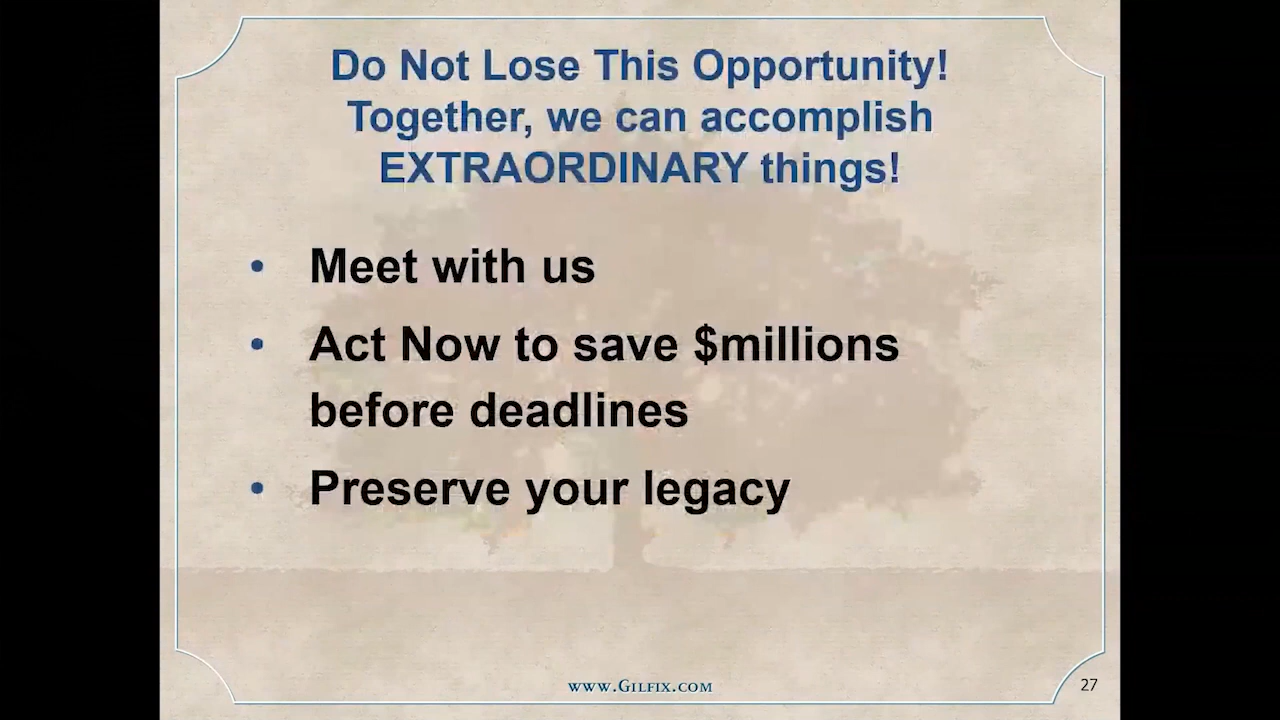 Do Not Lose This Opportunity!
Together, we can accomplish
EXTRAORDINARY things!
• Meet with us
• Act Now to save $millions
before deadlines
• Preserve your legacy
www.Gilfix.com
27